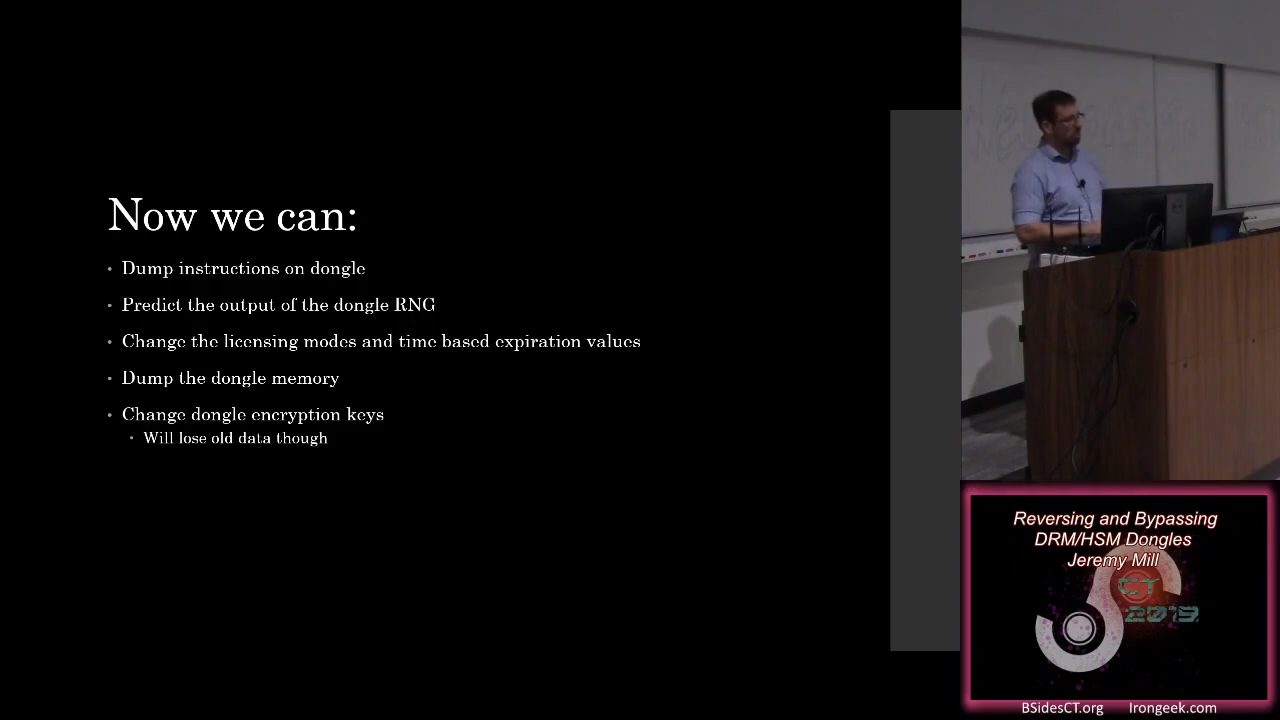 Now we can:
Dump instructions on dongle
Predict the output of the dongle RNG
Change the licensing modes and time based expiration values
Dump the dongle memory
Change dongle encryption keys
Will lose old data though
Reversing and Bypassing
DRM/HSM Dongles
Jeremy Mill
CT
2019
BSidesCT.org Irongeek.com